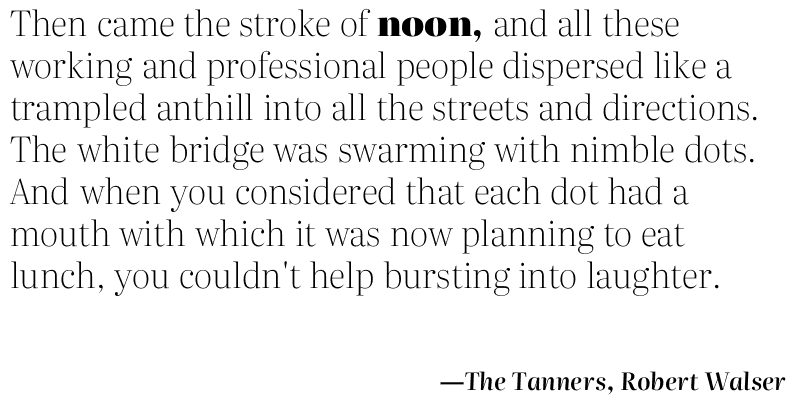 Then came the stroke of noon, and all these
working and professional people dispersed like a
trampled anthill into all the streets and directions.
The white bridge was swarming with nimble dots.
And when you considered that each dot had a
mouth with which it was now planning to eat
lunch, you couldn't help bursting into laughter.
—The Tanners, Robert Walser